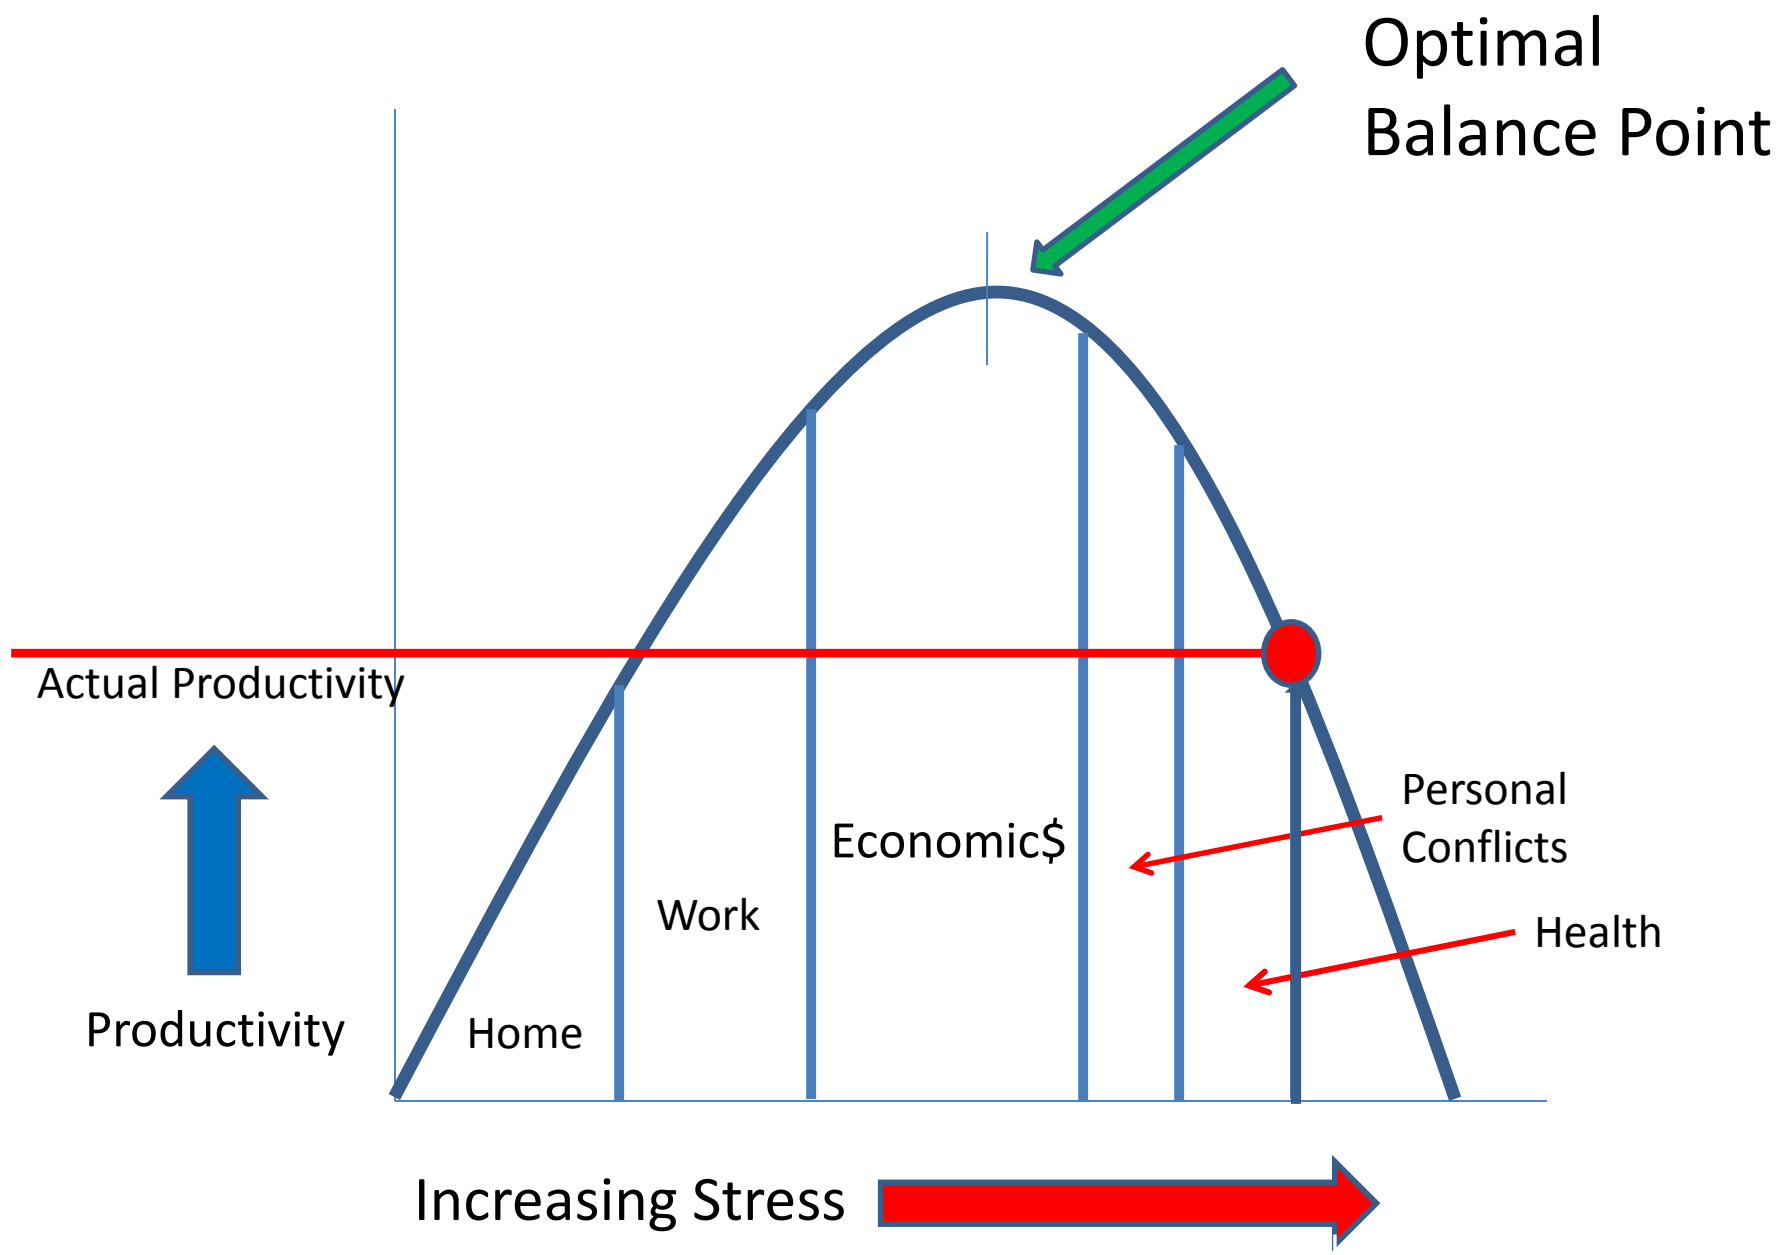 Optimal
Balance Point
Actual Productivity
Personal
Conflicts
Economic$
Work
Health
Productivity
Home
Increasing Stress